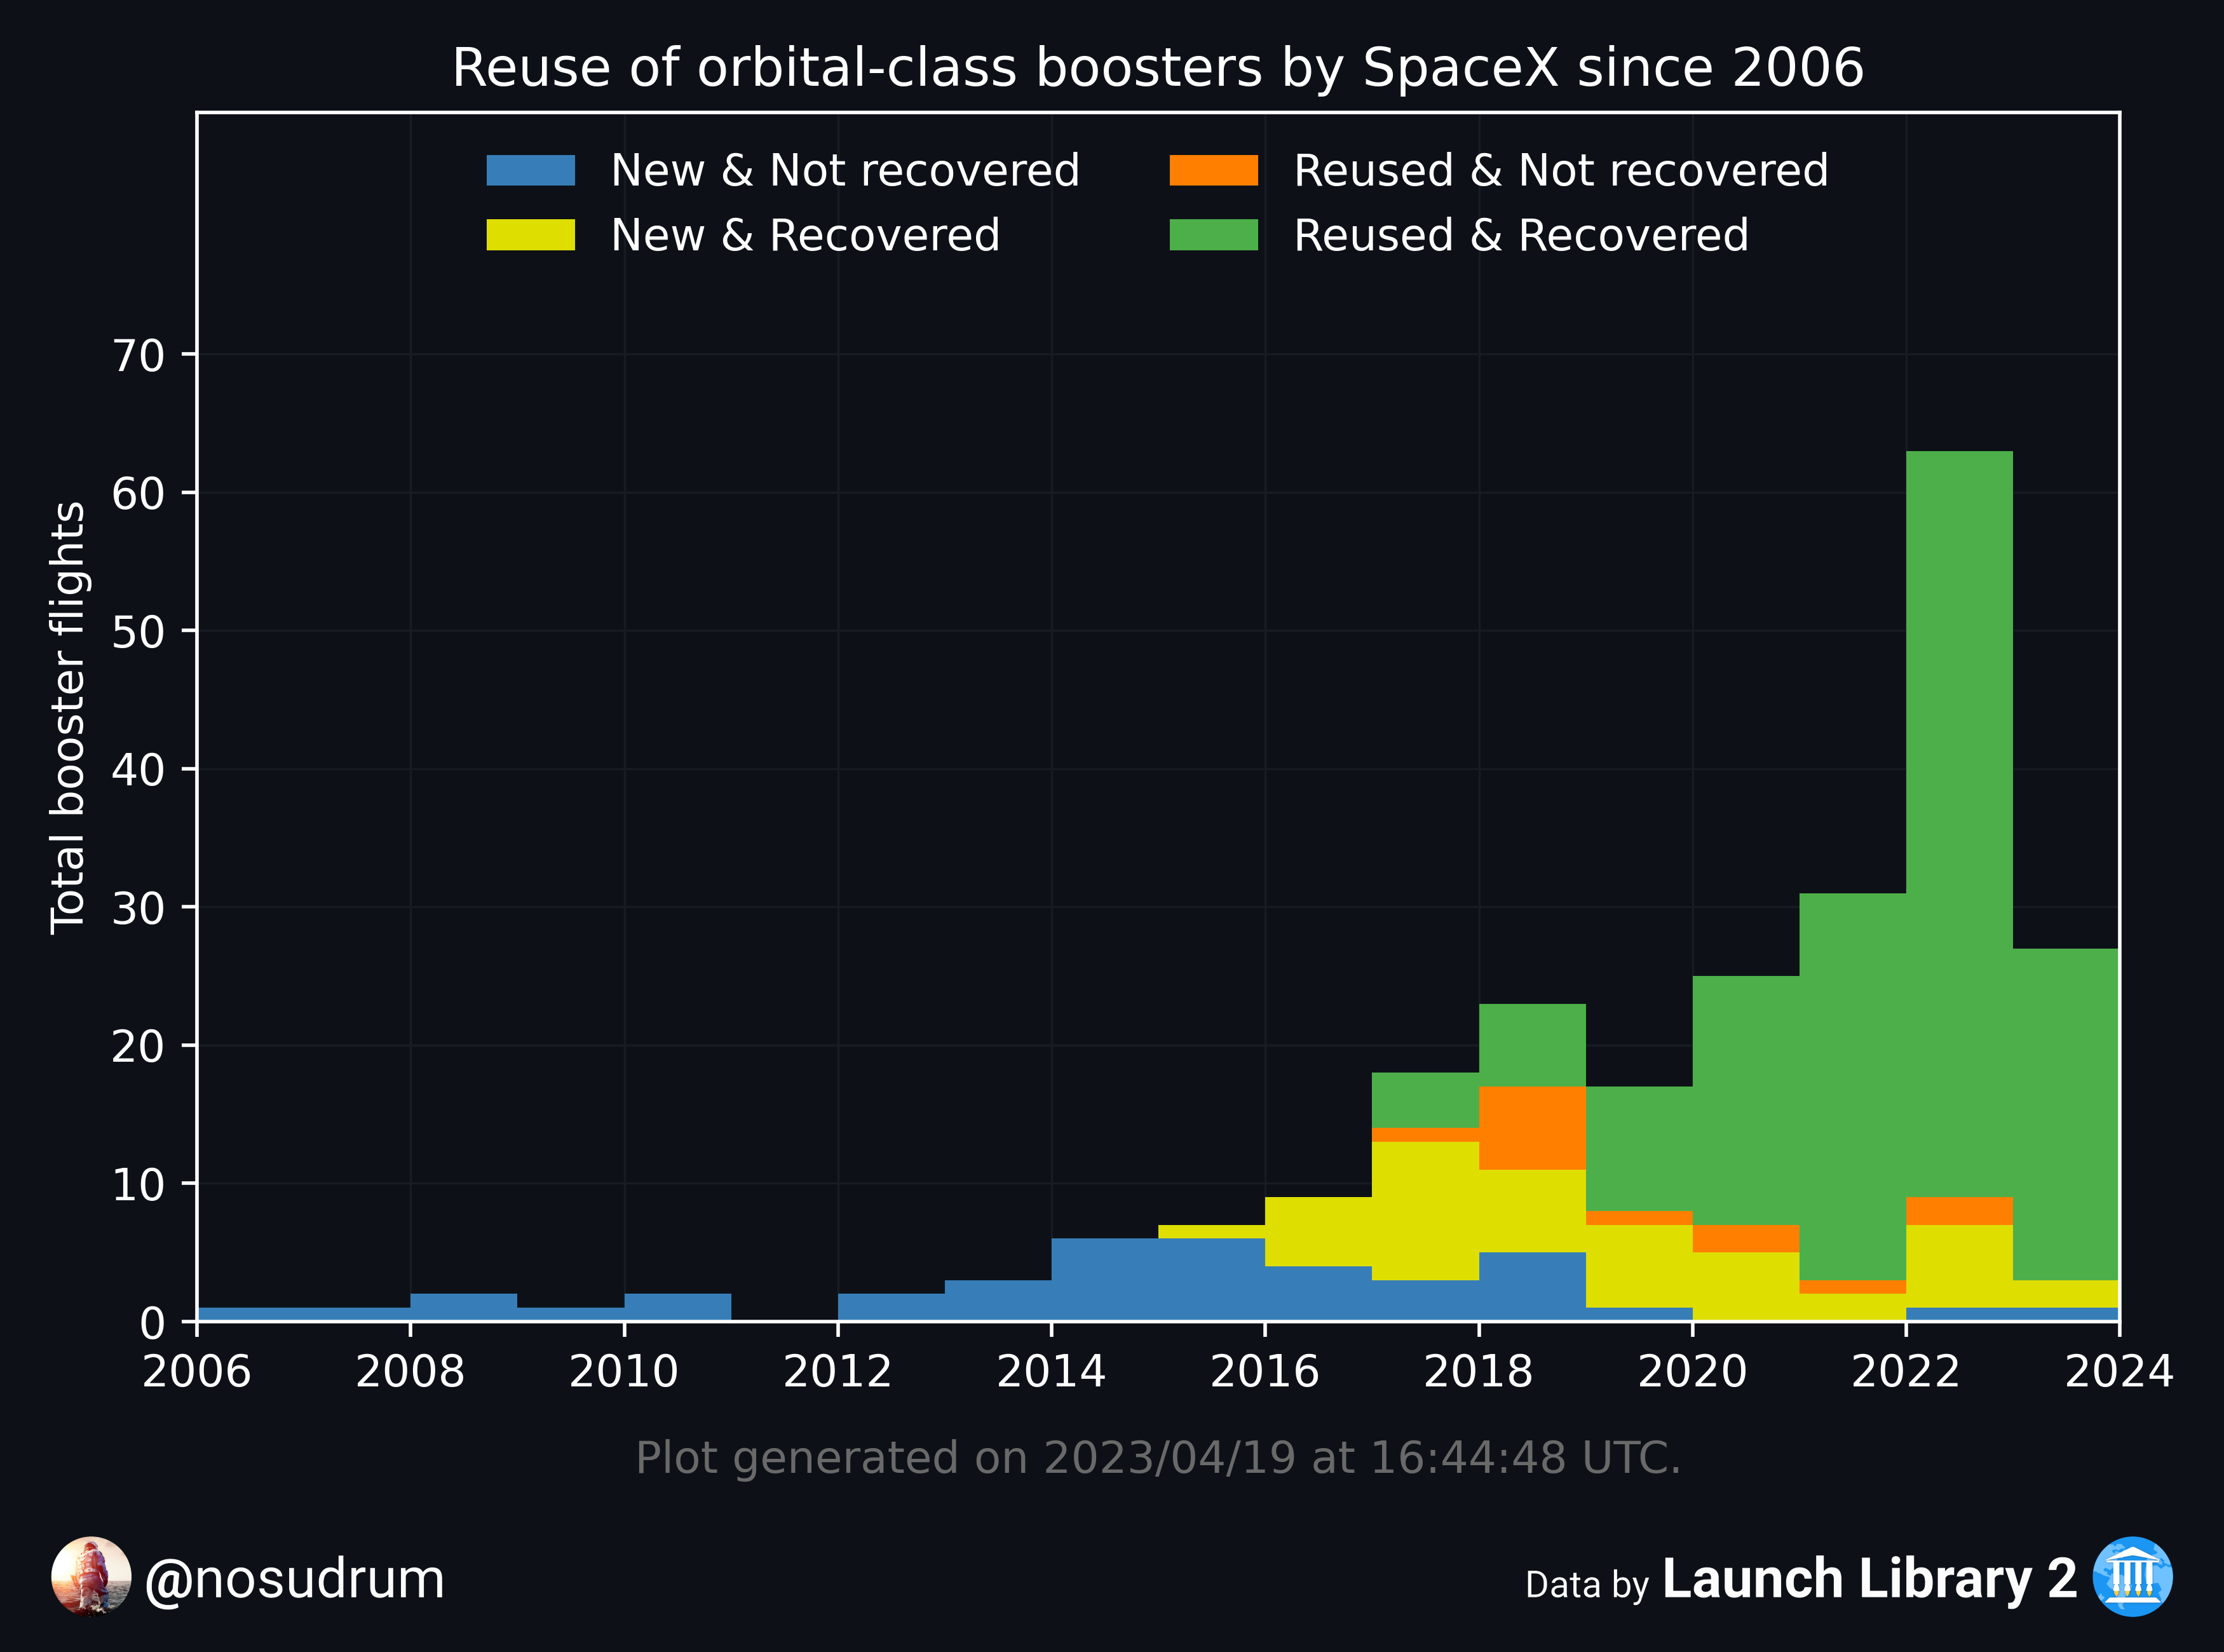 Reuse of orbital-class boosters by SpaceX since 2006
New & Not recovered
New & Recovered
Reused & Not recovered
Reused & Recovered
Total booster flights
70
60
50
40
30
20
10
0
2006 2008 2010 2012 2014 2016 2018 2020 2022 2024
Plot generated on 2023/04/19 at 16:44:48 UTC.
@nosudrum
Data by Launch Library 2